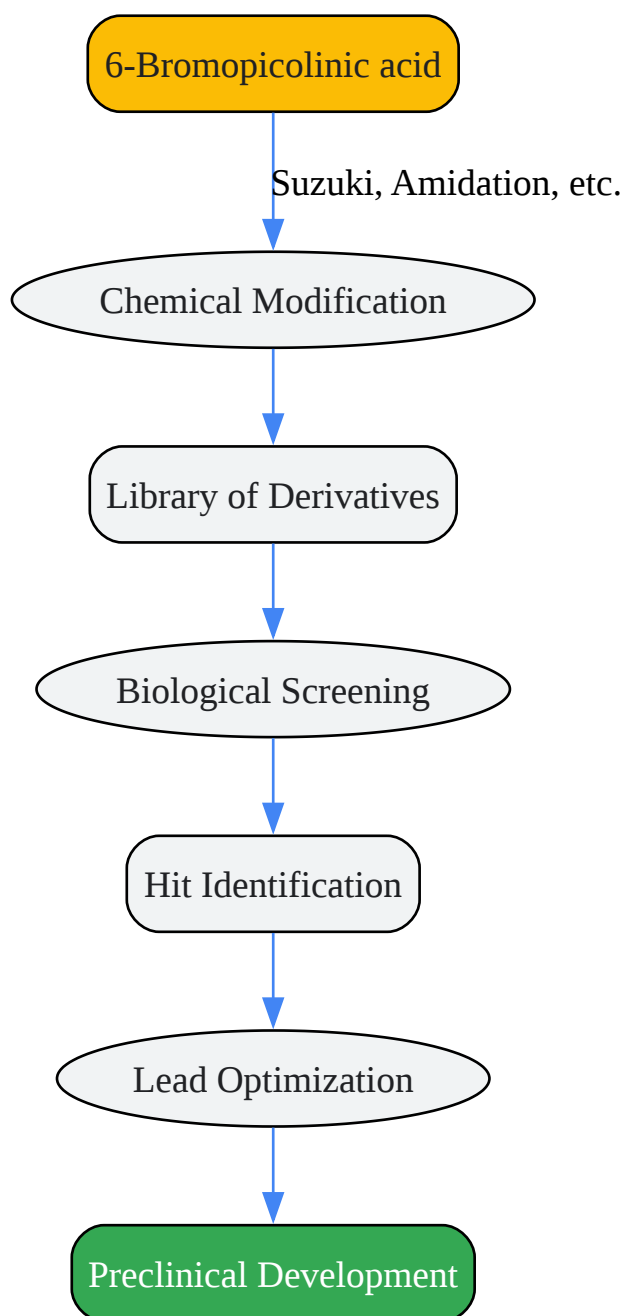 6-Bromopicolinic acid
Suzuki, Amidation, etc.
Chemical Modification
Library of Derivatives
Biological Screening
Hit Identification
Lead Optimization
Preclinical Development